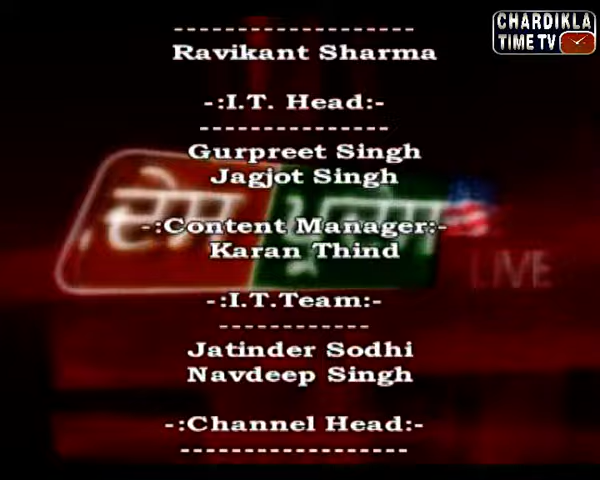 CHARDIKLA
TIME TV
-------------------
Ravikant Sharma
-:I.T. Head:-
---------------
Gurpreet Singh
Jagjot Singh
-:Content Manager:-
Karan Thind
-:I.T.Team:-
------------
Jatinder Sodhi
Navdeep Singh
-:Channel Head:-
------------------
LIVE